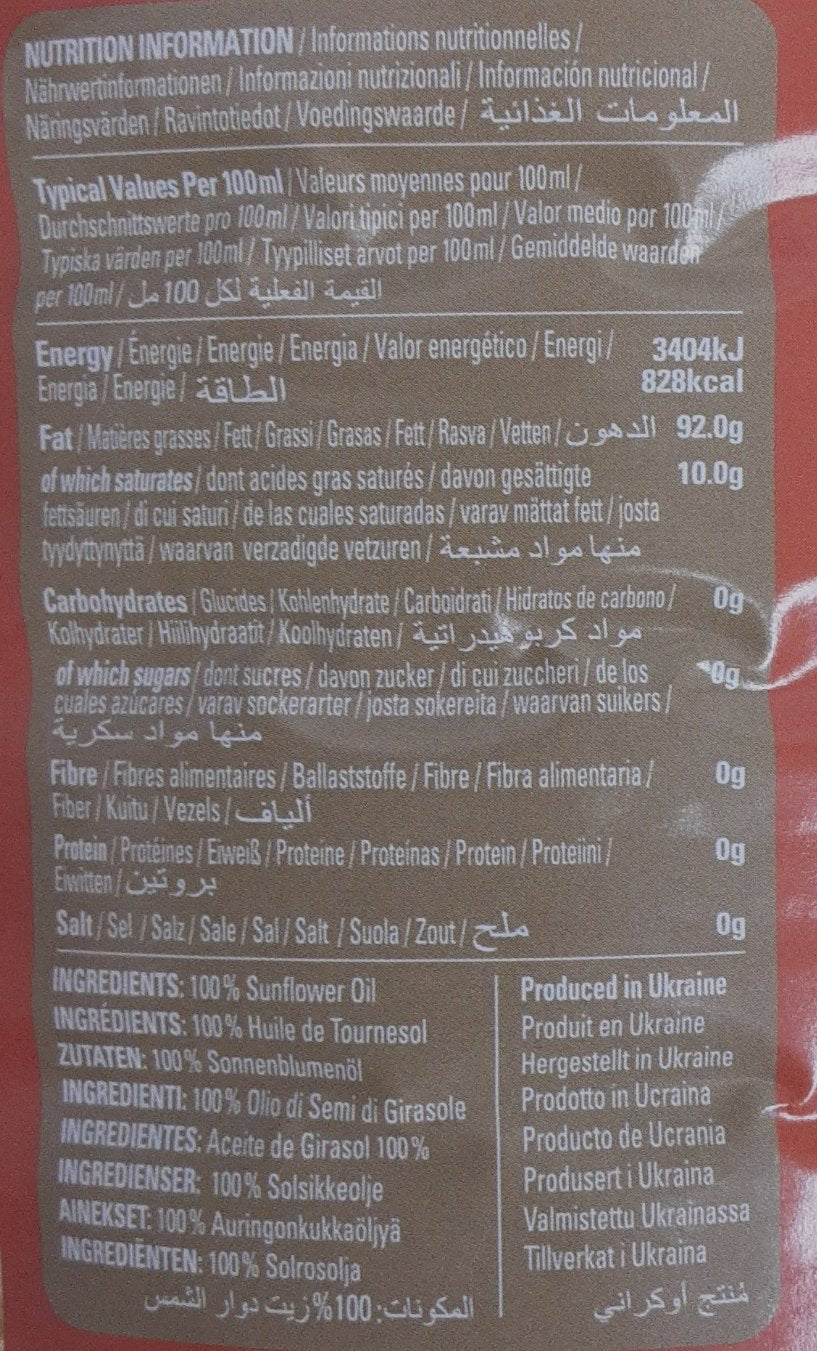 NUTRITION INFORMATION / Informations nutritionnelles /
Nährwertinformationen / Informazioni nutrizionali / Información nutricional /
Näringsvärden / Ravintotiedot / Voedingswaarde / المعلومات الغذائية
Typical Values Per 100ml | Valeurs moyennes pour 100ml /
Durchschnittswerte pro 100ml / Valori tipici per 100ml / Valor medio por 100ml /
Typiska värden per 100ml / Tyypilliset arvot per 100ml / Gemiddelde waarden
per 100ml / القيمة الفعلية لكل 100 مل
Energy / Énergie / Energie / Energia / Valor energético / Energi / 3404kJ
Energia / Energie / الطاقة 828kcal
Fat / Matières grasses / Fett / Grassi / Grasas / Fett / Rasva / Vetten / الدهون 92.0g
of which saturates / dont acides gras saturés / davon gesättigte 10.0g
fettsäuren / di cui saturi / de las cuales saturadas / varav mättat fett / josta
tyydyttynyttä / waarvan verzadigde vetzuren / منها مواد مشبعة
Carbohydrates / Glucides / Kohlenhydrate / Carboidrati / Hidratos de carbono / 0g
Kolhydrater / Hiilihydraatit / Koolhydraten / مواد كربوهيدراتية
of which sugars / dont sucres / davon zucker / di cui zuccheri / de los 0g
cuales azúcares / varav sockerarter / josta sokereita / waarvan suikers /
منها مواد سكرية
Fibre / Fibres alimentaires / Ballaststoffe / Fibre / Fibra alimentaria / 0g
Fiber / Kuitu / Vezels / ألياف
Protein / Protéines / Eiweiß / Proteine / Proteínas / Protein / Proteiini / 0g
Eiwitten / بروتين
Salt / Sel / Salz / Sale / Sal / Salt / Suola / Zout / ملح 0g
INGREDIENTS: 100% Sunflower Oil
INGRÉDIENTS: 100% Huile de Tournesol
ZUTATEN: 100% Sonnenblumenöl
INGREDIENTI: 100% Olio di Semi di Girasole
INGREDIENTES: Aceite de Girasol 100%
INGREDIENSER: 100% Solsikkeolje
AINEKSET: 100% Auringonkukkaöljyä
INGREDIËNTEN: 100% Solrosolja
المكونات: 100% زيت دوار الشمس
Produced in Ukraine
Produit en Ukraine
Hergestellt in Ukraine
Prodotto in Ucraina
Producto de Ucrania
Produsert i Ukraina
Valmistettu Ukrainassa
Tillverkat i Ukraina
مُنتج أوكراني